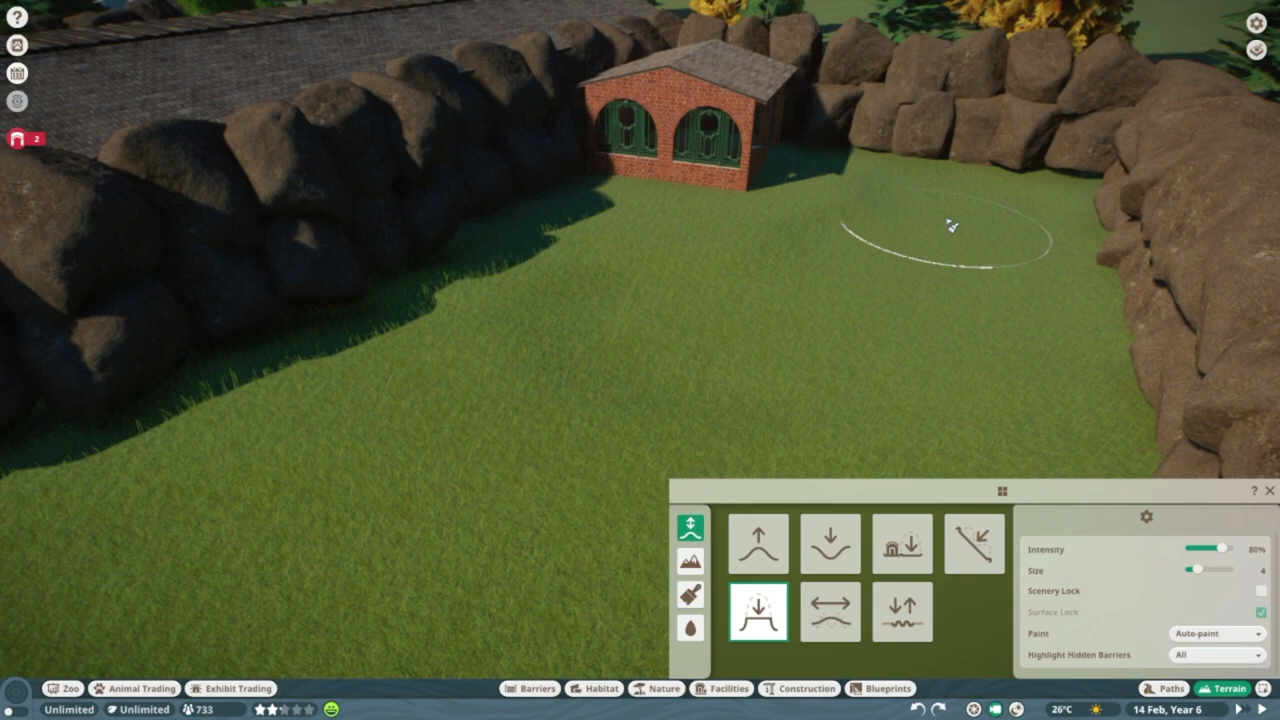 ?
2
? ✕
Intensity 80%
Size 4
Scenery Lock
Surface Lock
Paint Auto-paint
Highlight Hidden Barriers All
Zoo Animal Trading Exhibit Trading Barriers Habitat Nature Facilities Construction Blueprints Paths Terrain
Unlimited Unlimited 733 26°C 14 Feb, Year 6